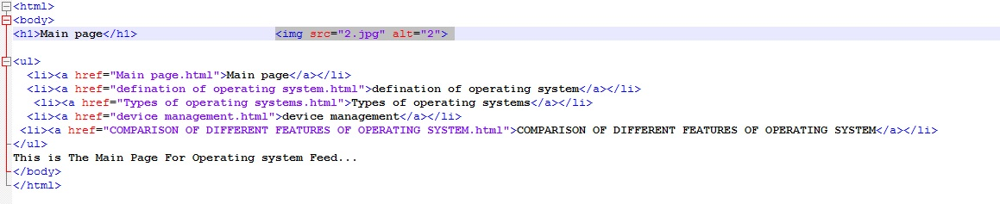 <html>
<body>
<h1>Main page</h1>                    <img src="2.jpg" alt="2">
<ul>
  <li><a href="Main page.html">Main page</a></li>
  <li><a href="defination of operating system.html">defination of operating system</a></li>
   <li><a href="Types of operating systems.html">Types of operating systems</a></li>
  <li><a href="device management.html">device management</a></li>
 <li><a href="COMPARISON OF DIFFERENT FEATURES OF OPERATING SYSTEM.html">COMPARISON OF DIFFERENT FEATURES OF OPERATING SYSTEM</a></li>
</ul>
This is The Main Page For Operating system Feed...
</body>
</html>